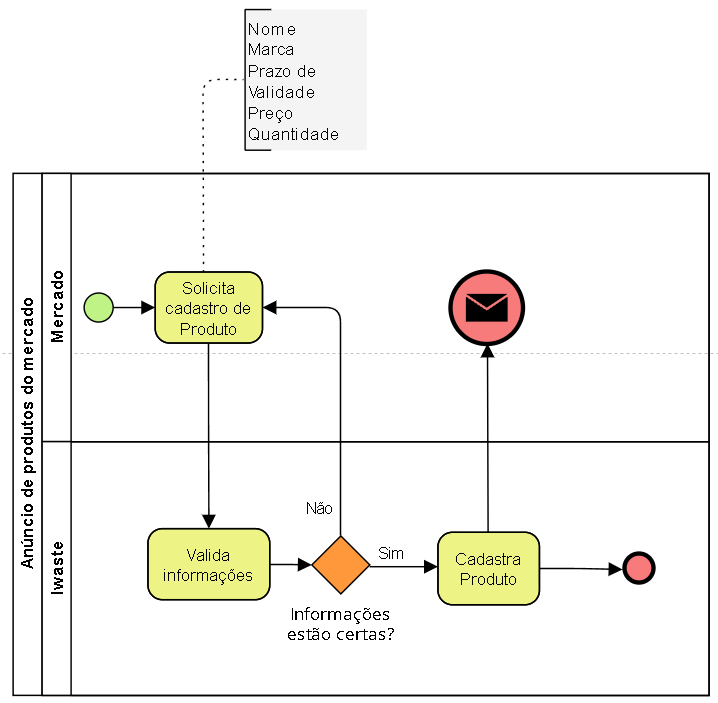 Nome
Marca
Prazo de
Validade
Preço
Quantidade
Anúncio de produtos do mercado
Mercado
Solicita
cadastro de
Produto
Iwaste
Não
Valida
informações
Sim
Cadastra
Produto
Informações
estão certas?